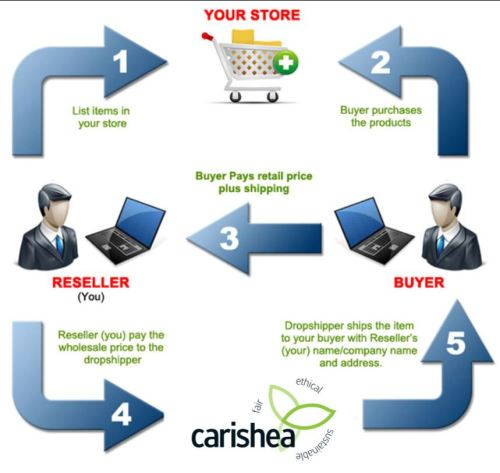 YOUR STORE
1
List items in
your store
2
Buyer purchases
the products
Buyer Pays retail price
plus shipping
3
RESELLER
(You)
BUYER
Reseller (you) pay the
wholesale price to the
dropshipper
4
Dropshipper ships the item
to your buyer with Reseller's
(your) name/company name
and address.
5
carishea
fair
ethical
sustainable